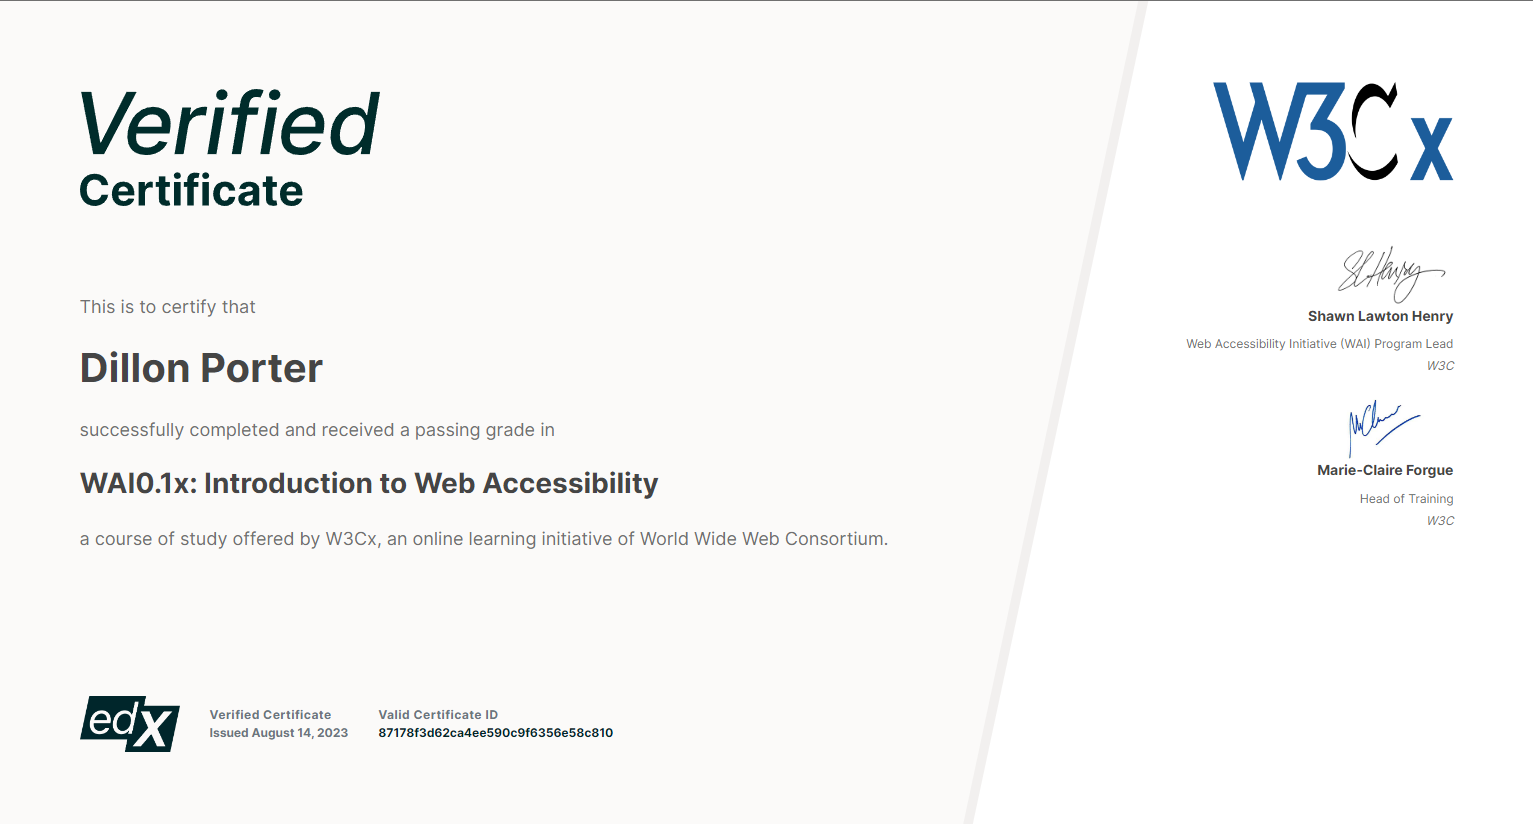 Verified
Certificate
This is to certify that
Dillon Porter
successfully completed and received a passing grade in
WAI0.1x: Introduction to Web Accessibility
a course of study offered by W3Cx, an online learning initiative of World Wide Web Consortium.
edX
Verified Certificate
Issued August 14, 2023
Valid Certificate ID
87178f3d62ca4ee590c9f6356e58c810
W3Cx
SLHenry
Shawn Lawton Henry
Web Accessibility Initiative (WAI) Program Lead
W3C
Marie-Claire Forgue
Head of Training
W3C